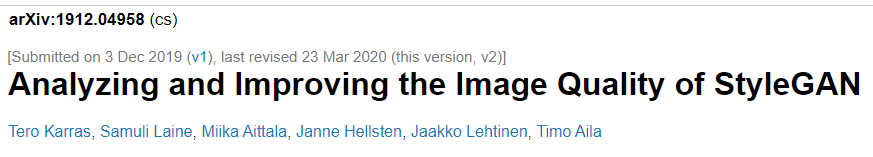 arXiv:1912.04958 (cs)
[Submitted on 3 Dec 2019 (v1), last revised 23 Mar 2020 (this version, v2)]
Analyzing and Improving the Image Quality of StyleGAN
Tero Karras, Samuli Laine, Miika Aittala, Janne Hellsten, Jaakko Lehtinen, Timo Aila